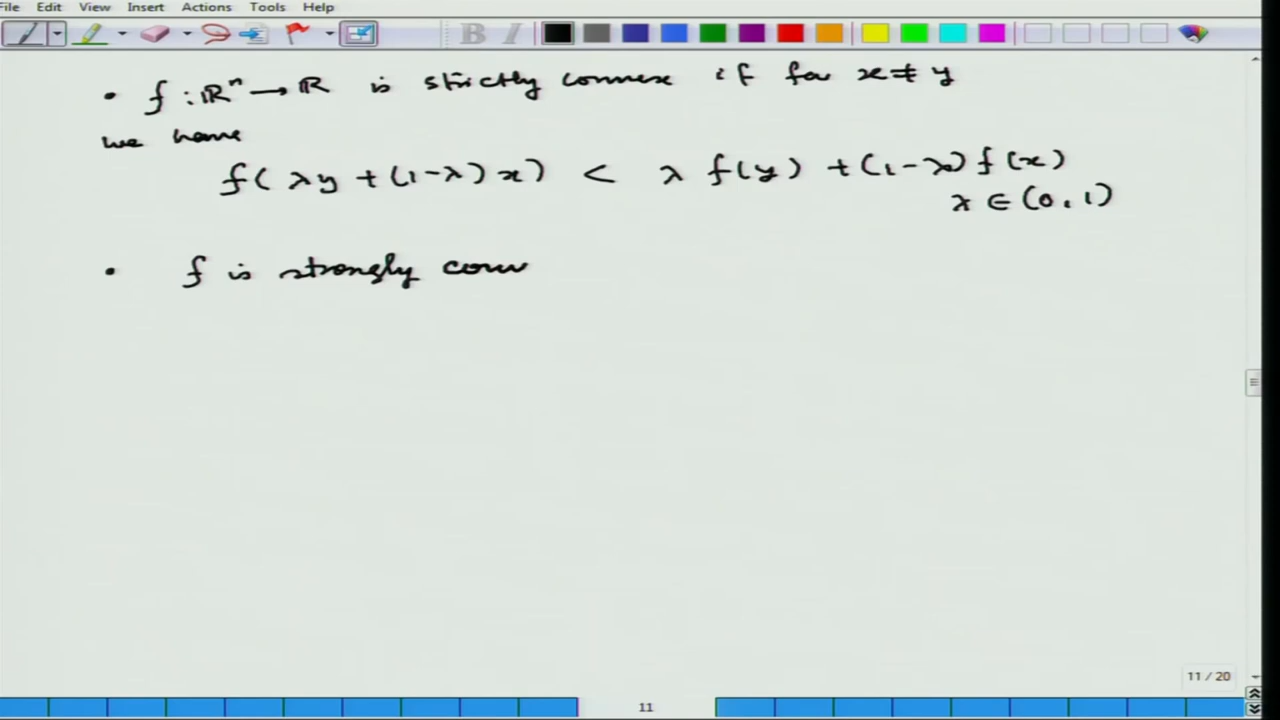 File Edit View Insert Actions Tools Help
B I
• f : ℝⁿ → ℝ is strictly convex if for x ≠ y
we have
f( λy + (1-λ) x ) < λ f(y) + (1-λ) f(x)
λ ∈ (0, 1)
• f is strongly conv
11 / 20
11